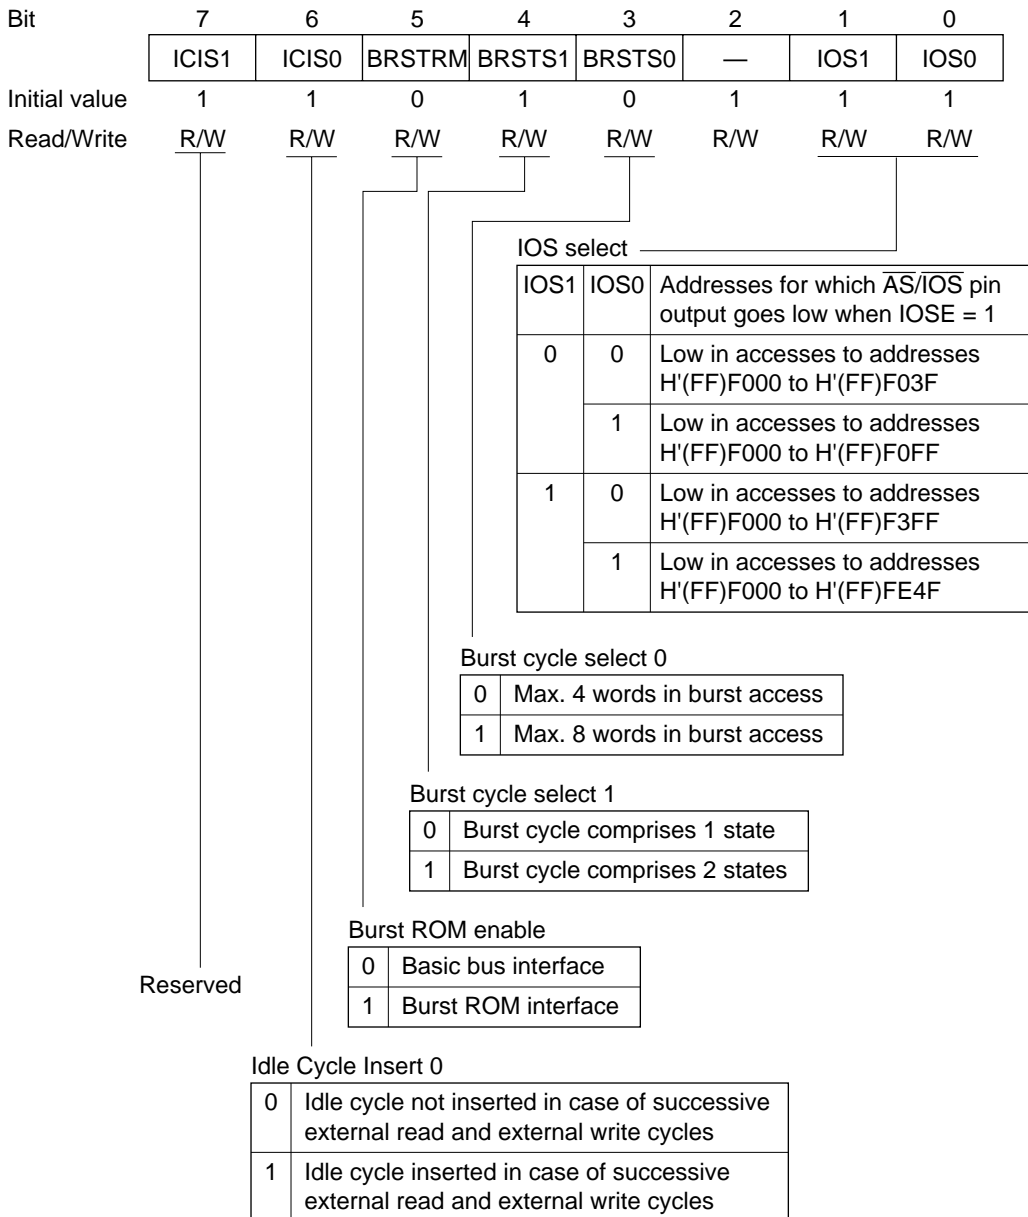 Bit 7 6 5 4 3 2 1 0
ICIS1 ICIS0 BRSTRM BRSTS1 BRSTS0 — IOS1 IOS0
Initial value 1 1 0 1 0 1 1 1
Read/Write R/W R/W R/W R/W R/W R/W R/W R/W
IOS select
IOS1 IOS0 Addresses for which A̅S̅/I̅O̅S̅ pin
output goes low when IOSE = 1
0 0 Low in accesses to addresses
H'(FF)F000 to H'(FF)F03F
1 Low in accesses to addresses
H'(FF)F000 to H'(FF)F0FF
1 0 Low in accesses to addresses
H'(FF)F000 to H'(FF)F3FF
1 Low in accesses to addresses
H'(FF)F000 to H'(FF)FE4F
Burst cycle select 0
0 Max. 4 words in burst access
1 Max. 8 words in burst access
Burst cycle select 1
0 Burst cycle comprises 1 state
1 Burst cycle comprises 2 states
Burst ROM enable
0 Basic bus interface
1 Burst ROM interface
Reserved
Idle Cycle Insert 0
0 Idle cycle not inserted in case of successive
external read and external write cycles
1 Idle cycle inserted in case of successive
external read and external write cycles